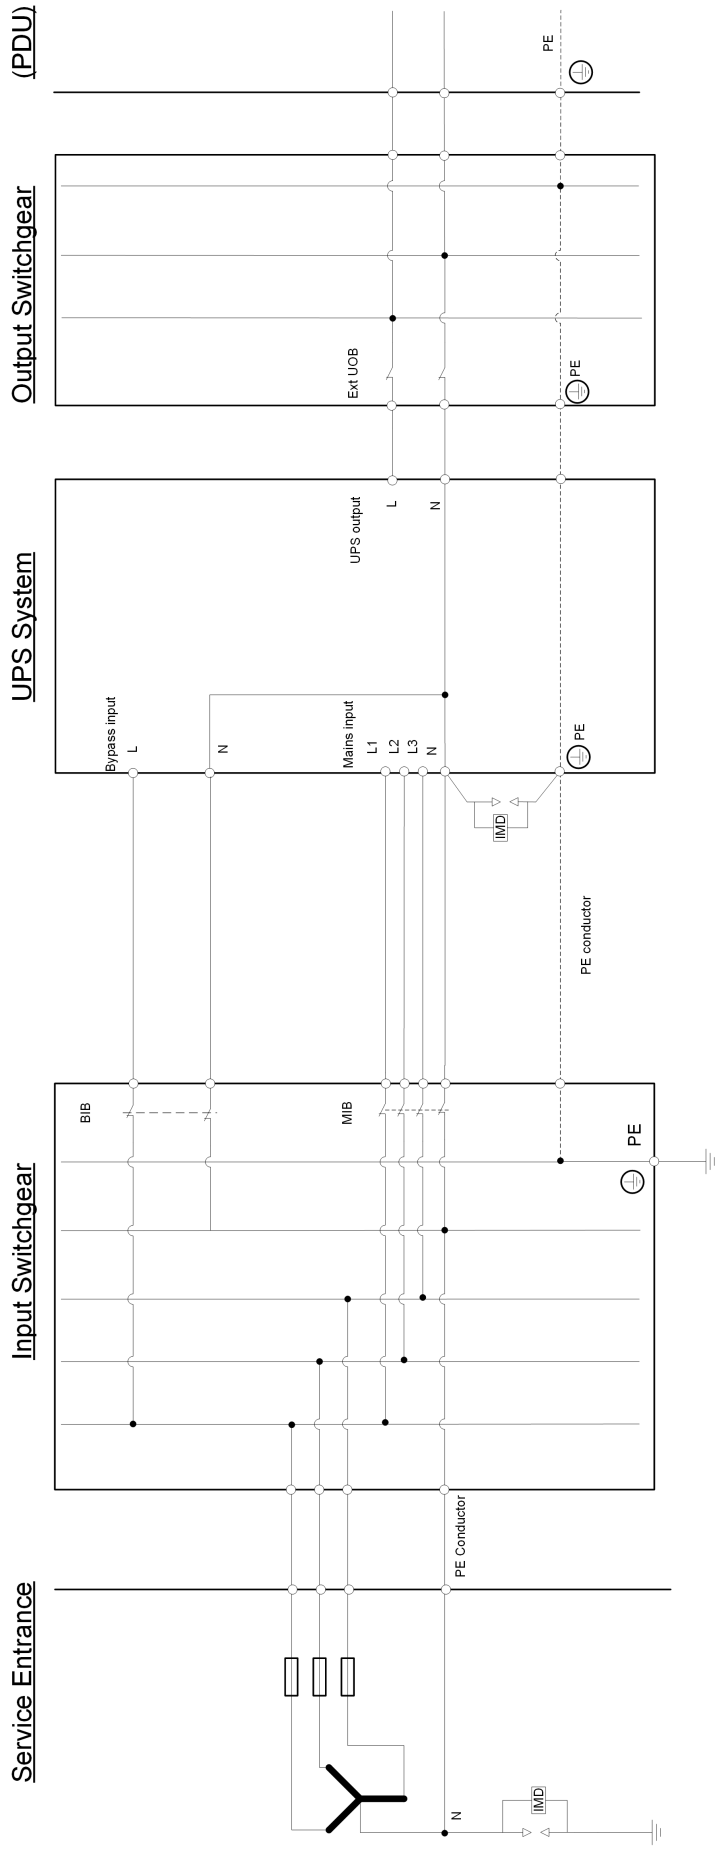 Service Entrance
Input Switchgear
UPS System
Output Switchgear
(PDU)
N
IMD
PE Conductor
BIB
MIB
PE
PE conductor
Bypass input
L
N
Mains input
L1
L2
L3
N
IMD
PE
UPS output
L
N
Ext UOB
PE
PE